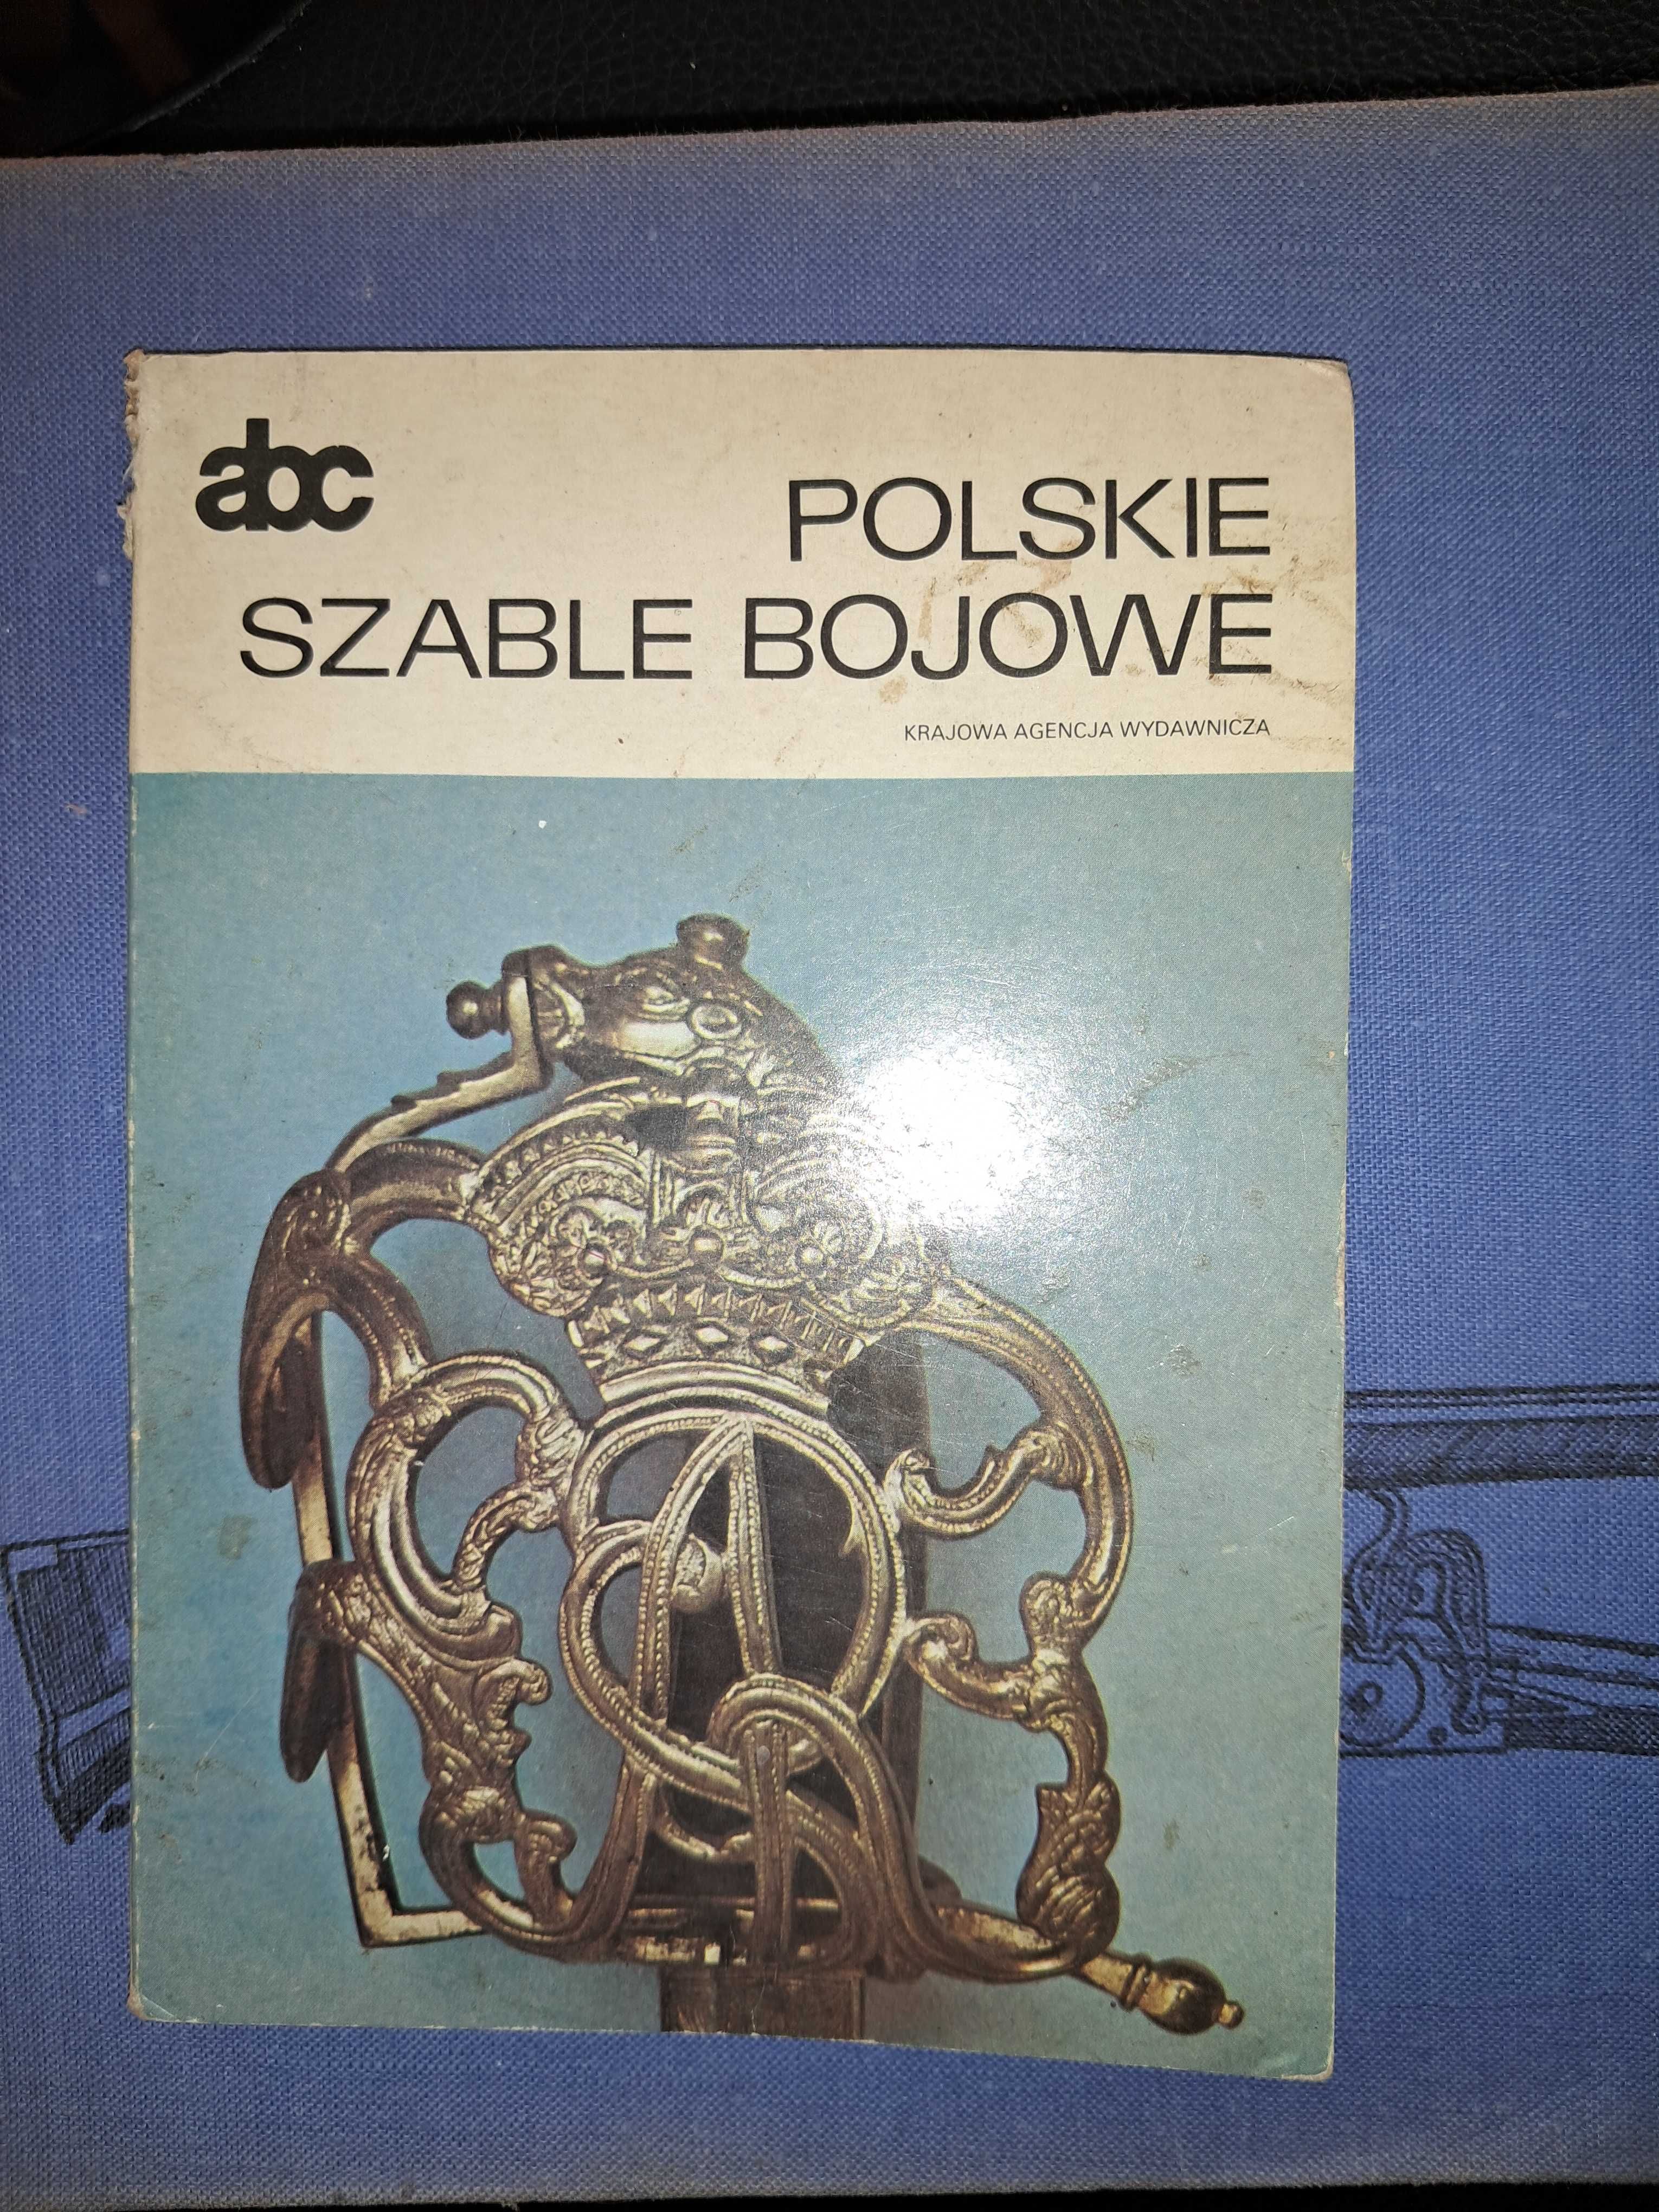 abc
POLSKIE
SZABLE BOJOWE
KRAJOWA AGENCJA WYDAWNICZA